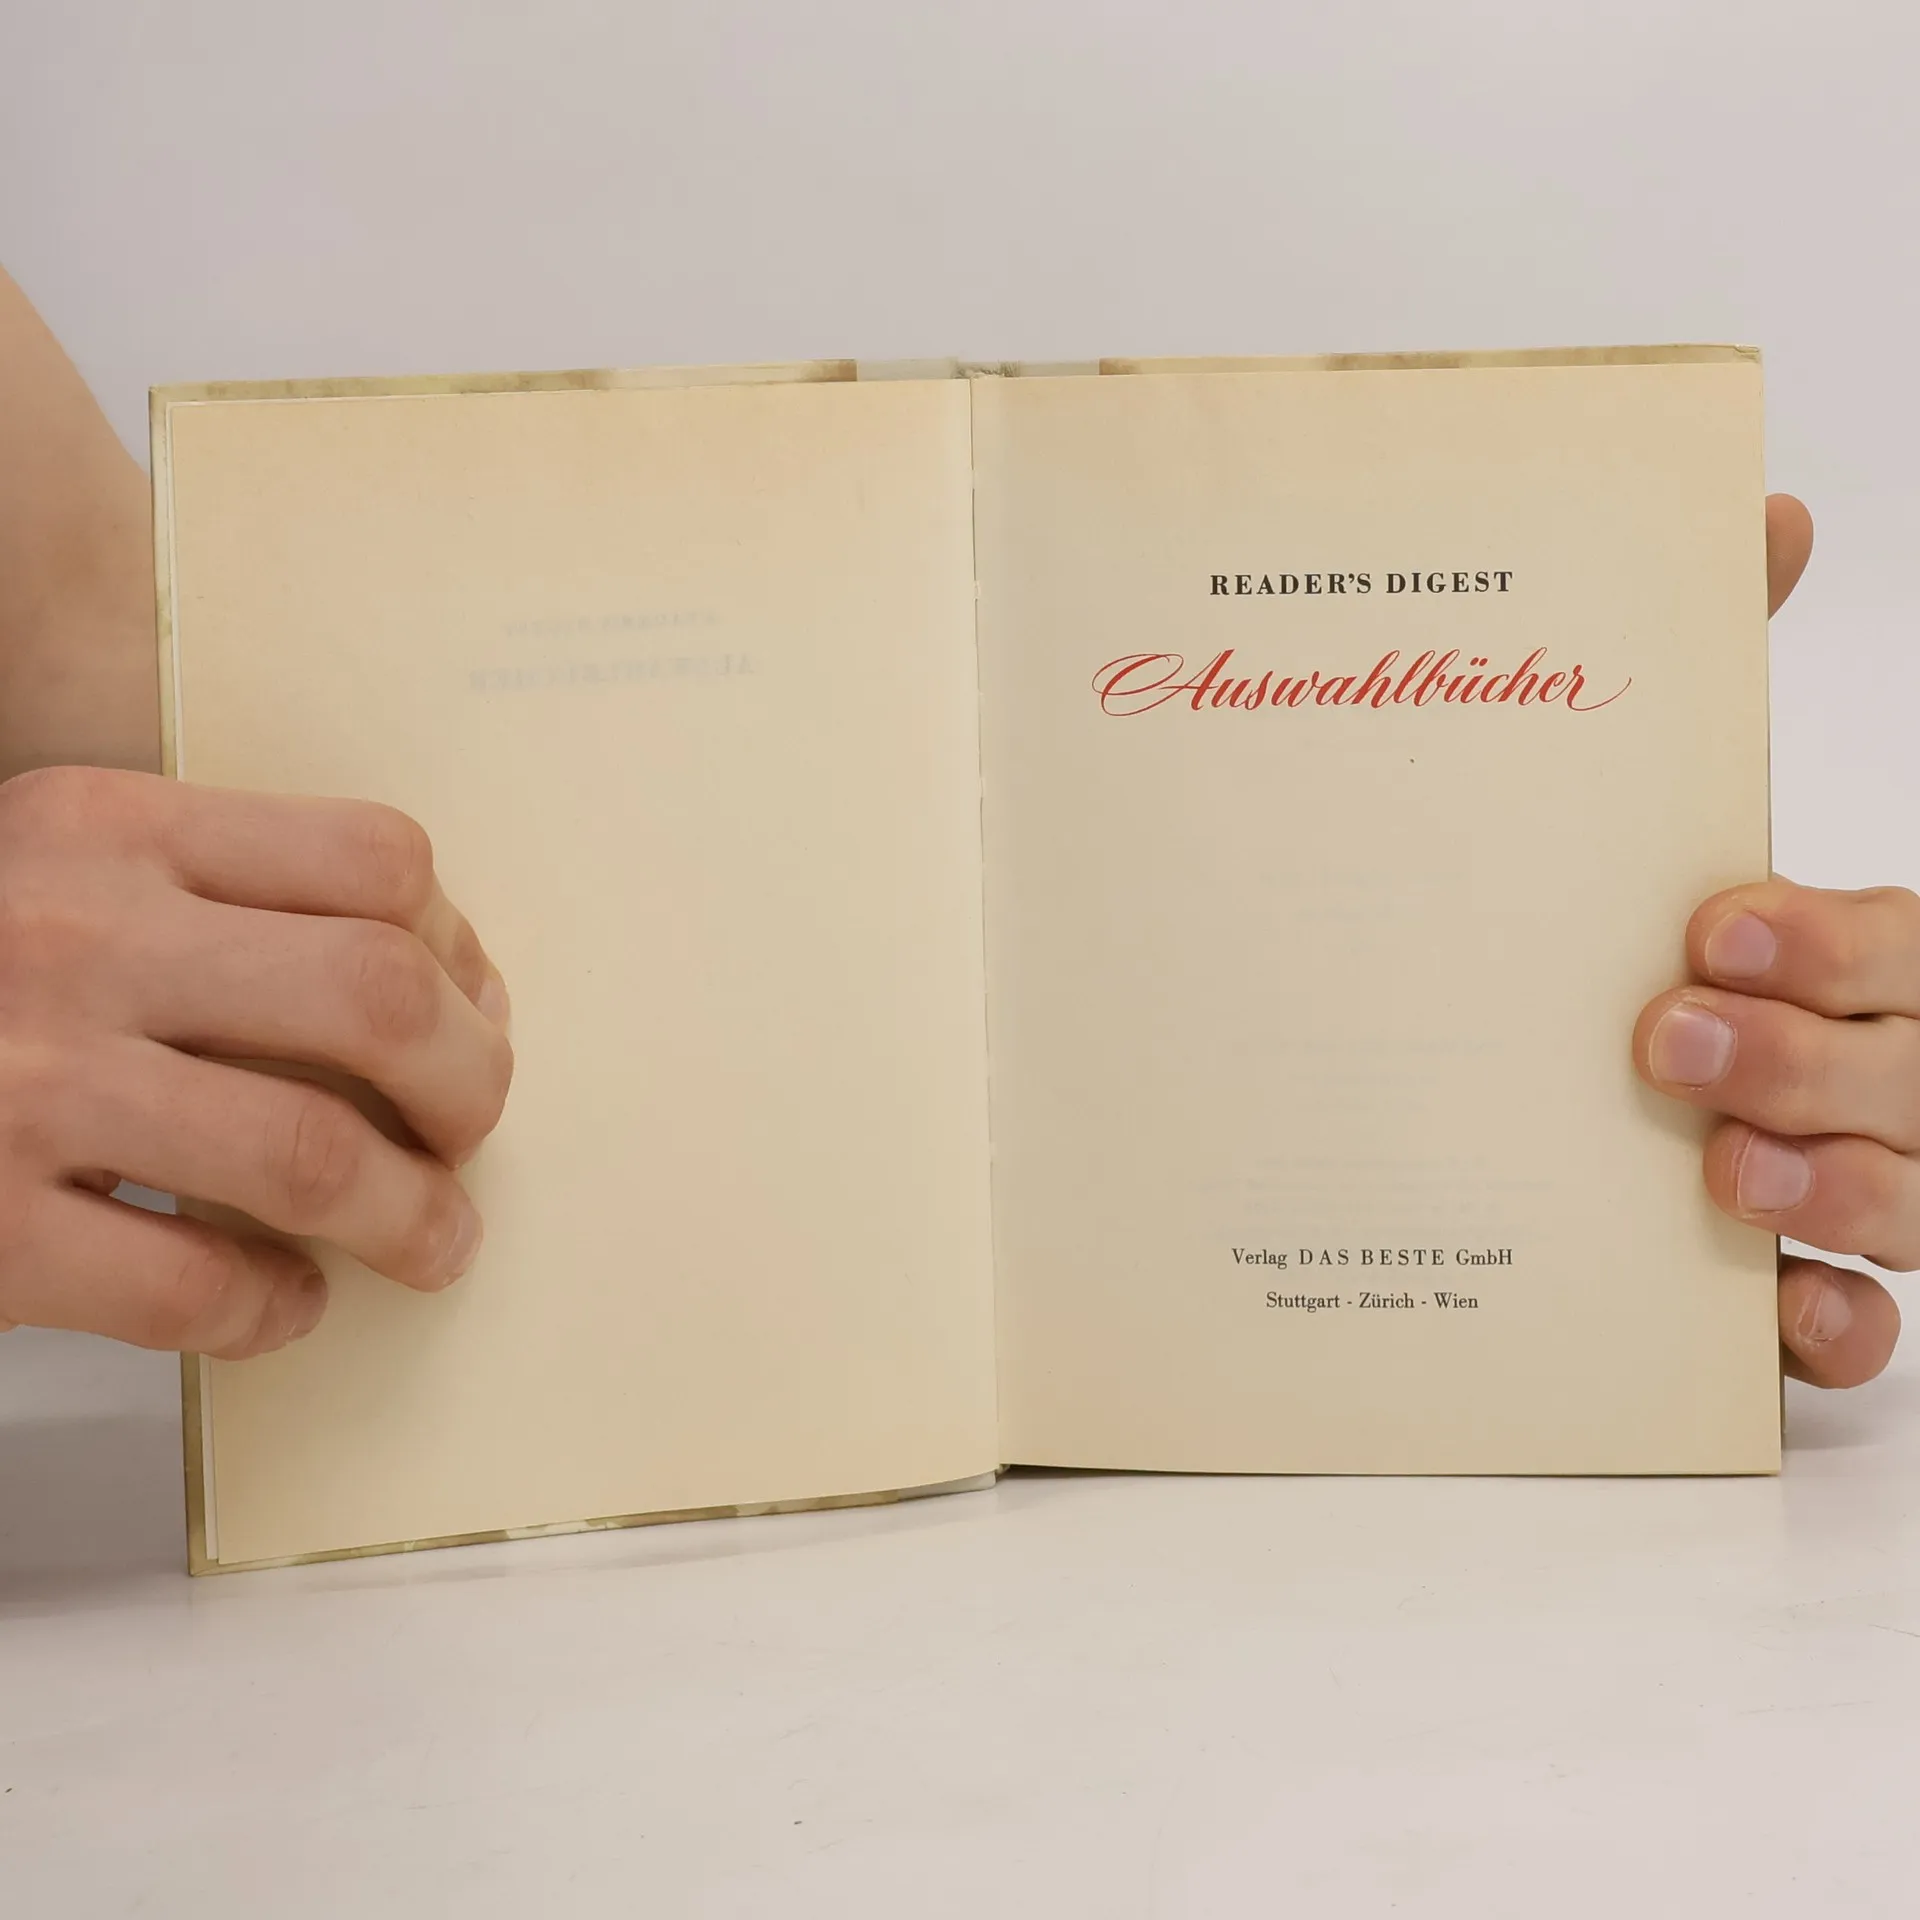 READER'S DIGEST
Auswahlbücher
Verlag DAS BESTE GmbH
Stuttgart - Zürich - Wien